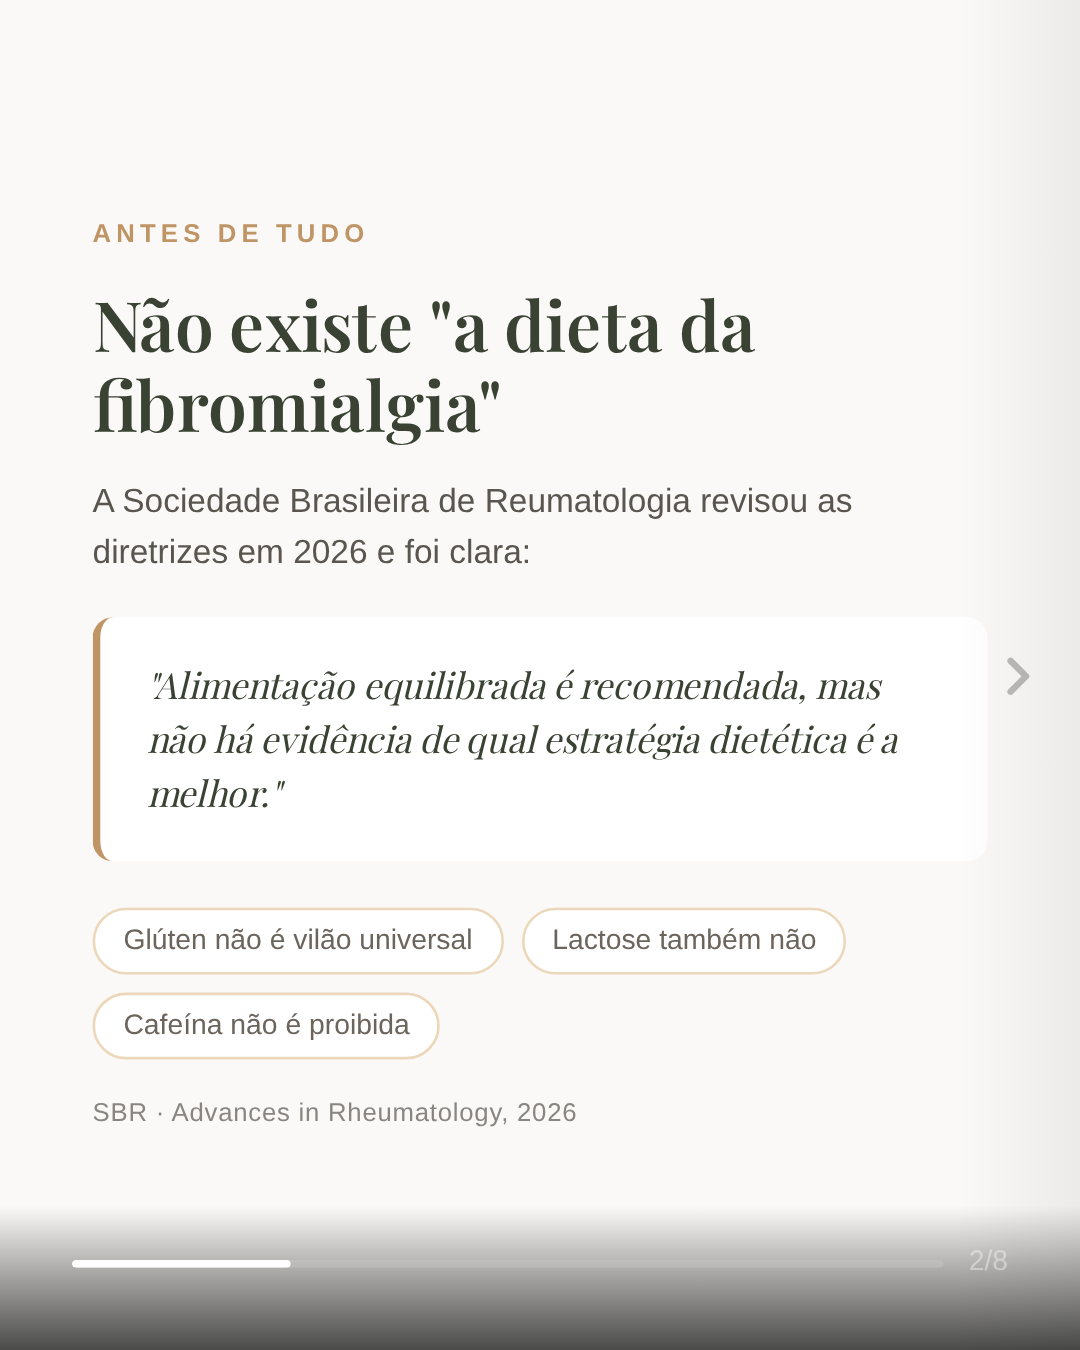 ANTES DE TUDO
Não existe "a dieta da
fibromialgia"
A Sociedade Brasileira de Reumatologia revisou as
diretrizes em 2026 e foi clara:
"Alimentação equilibrada é recomendada, mas
não há evidência de qual estratégia dietética é a
melhor."
Glúten não é vilão universal
Lactose também não
Cafeína não é proibida
SBR · Advances in Rheumatology, 2026
2/8